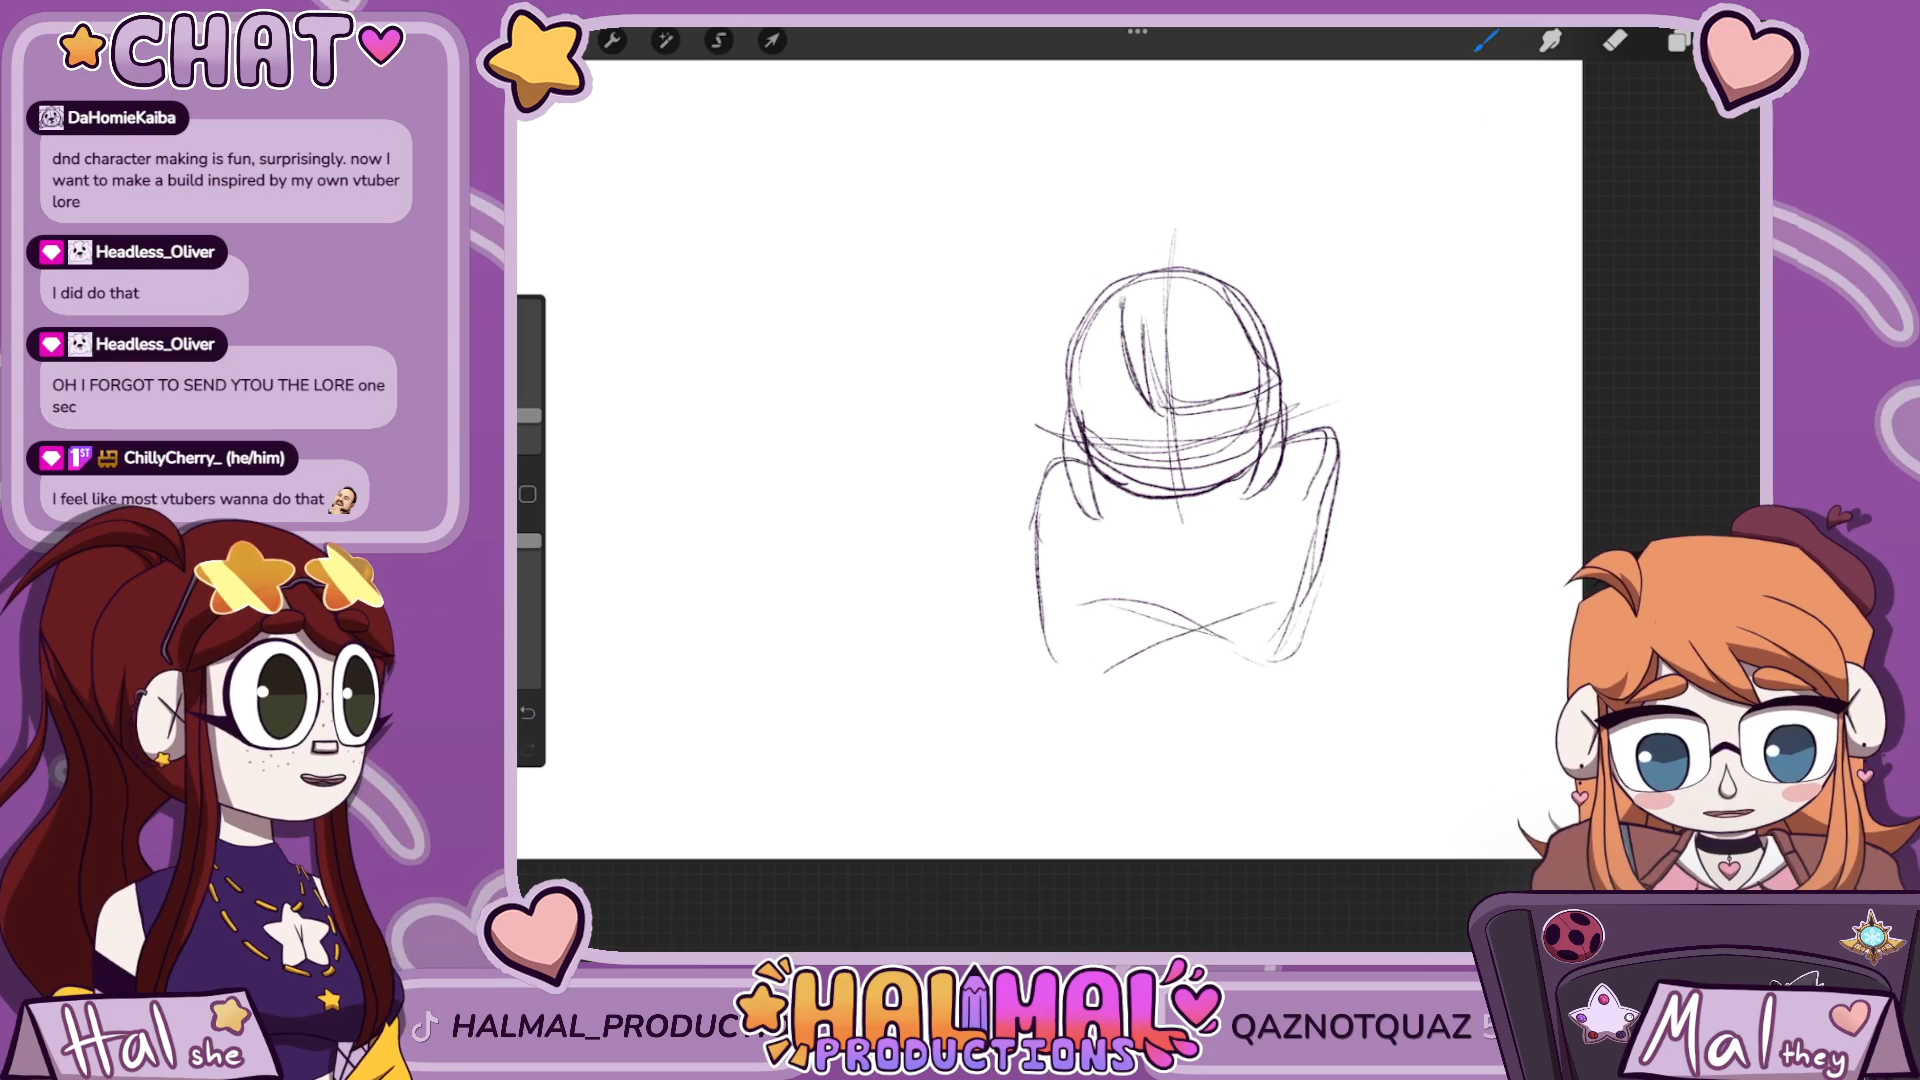 CHAT
DaHomieKaiba
dnd character making is fun, surprisingly. now I
want to make a build inspired by my own vtuber
lore
Headless_Oliver
I did do that
Headless_Oliver
OH I FORGOT TO SEND YTOU THE LORE one
sec
1ST ChillyCherry_ (he/him)
I feel like most vtubers wanna do that
Hal she
HALMAL_PRODUC
HALMAL
PRODUCTIONS
QAZNOTQUAZ
Mal they